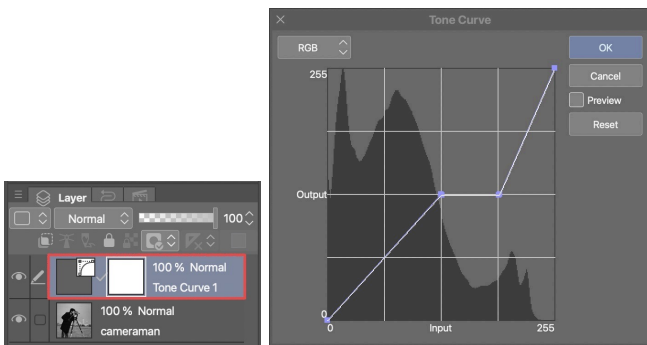 Tone Curve
RGB
OK
Cancel
Preview
Reset
255
Output
0
0
Input
255
Layer
Normal
100
100 % Normal
Tone Curve 1
100 % Normal
cameraman